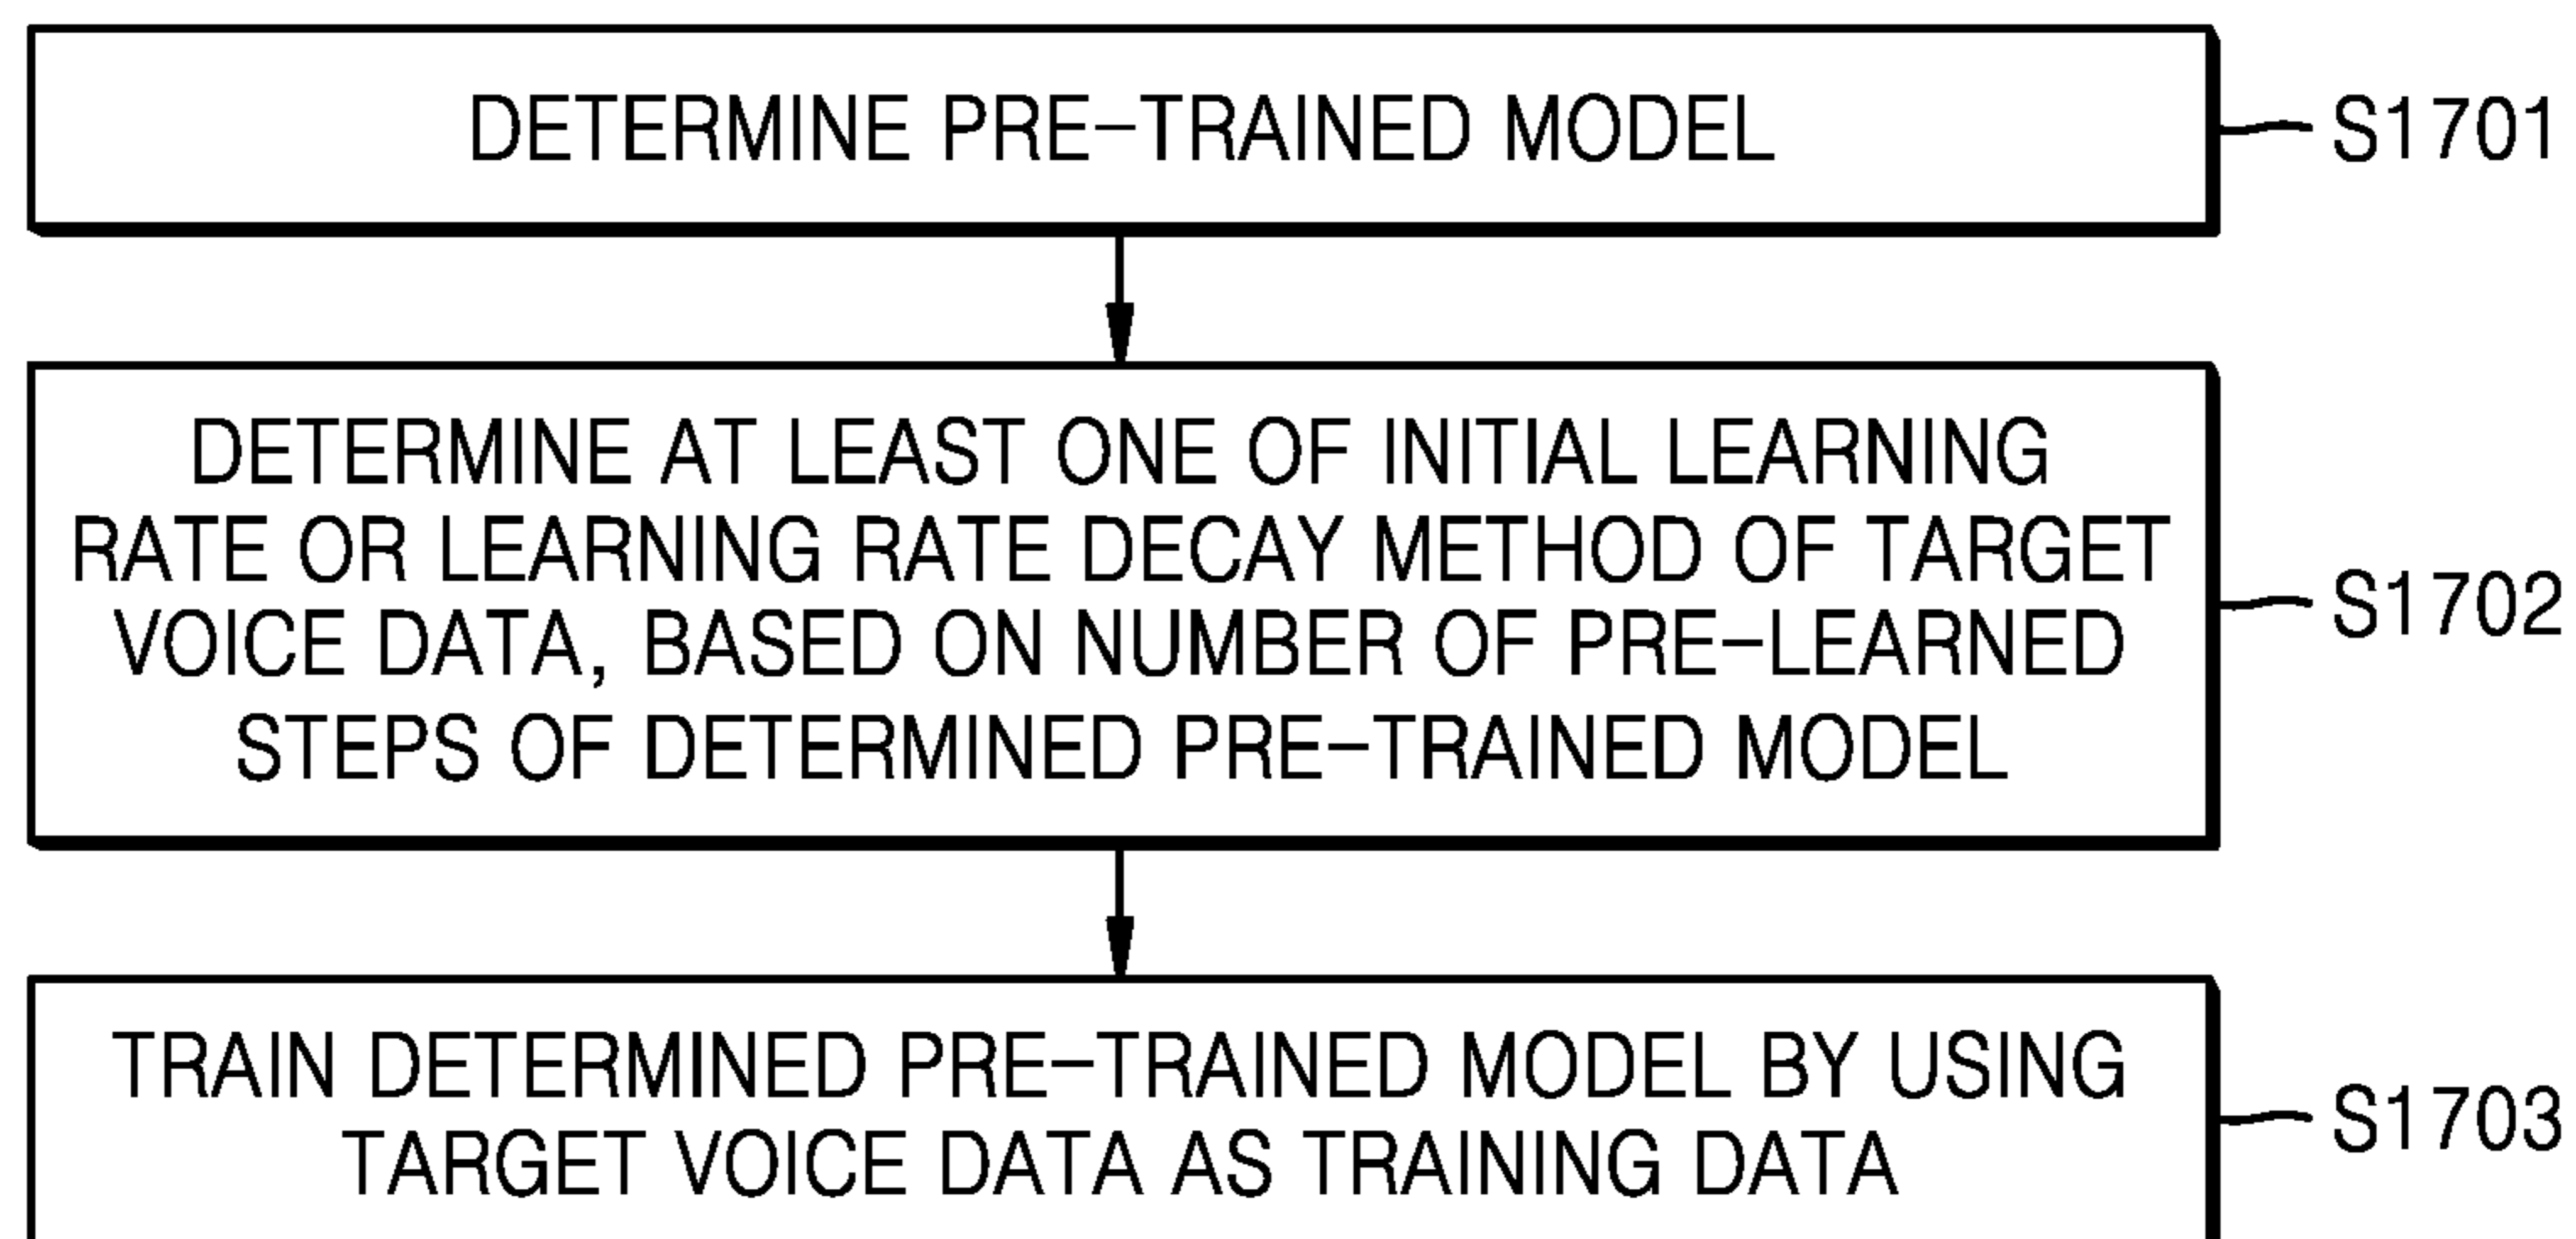 DETERMINE PRE-TRAINED MODEL
S1701
DETERMINE AT LEAST ONE OF INITIAL LEARNING
RATE OR LEARNING RATE DECAY METHOD OF TARGET
VOICE DATA, BASED ON NUMBER OF PRE-LEARNED
STEPS OF DETERMINED PRE-TRAINED MODEL
S1702
TRAIN DETERMINED PRE-TRAINED MODEL BY USING
TARGET VOICE DATA AS TRAINING DATA
S1703